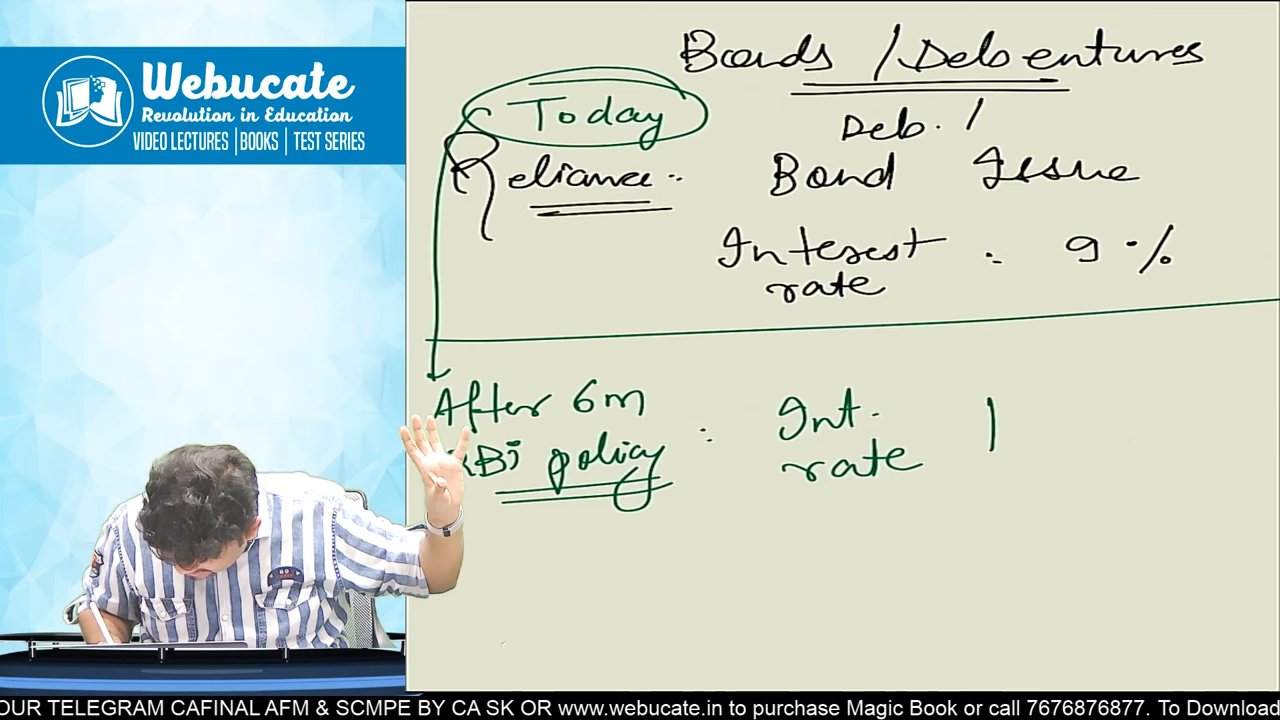 Webucate
Revolution in Education
VIDEO LECTURES | BOOKS | TEST SERIES
Bonds / Debentures
Today
Deb. /
Reliance : Bond Issue
Interest rate : 9 %
After 6m
RBI policy : Int. rate
OUR TELEGRAM CAFINAL AFM & SCMPE BY CA SK OR www.webucate.in to purchase Magic Book or call 7676876877. To Download